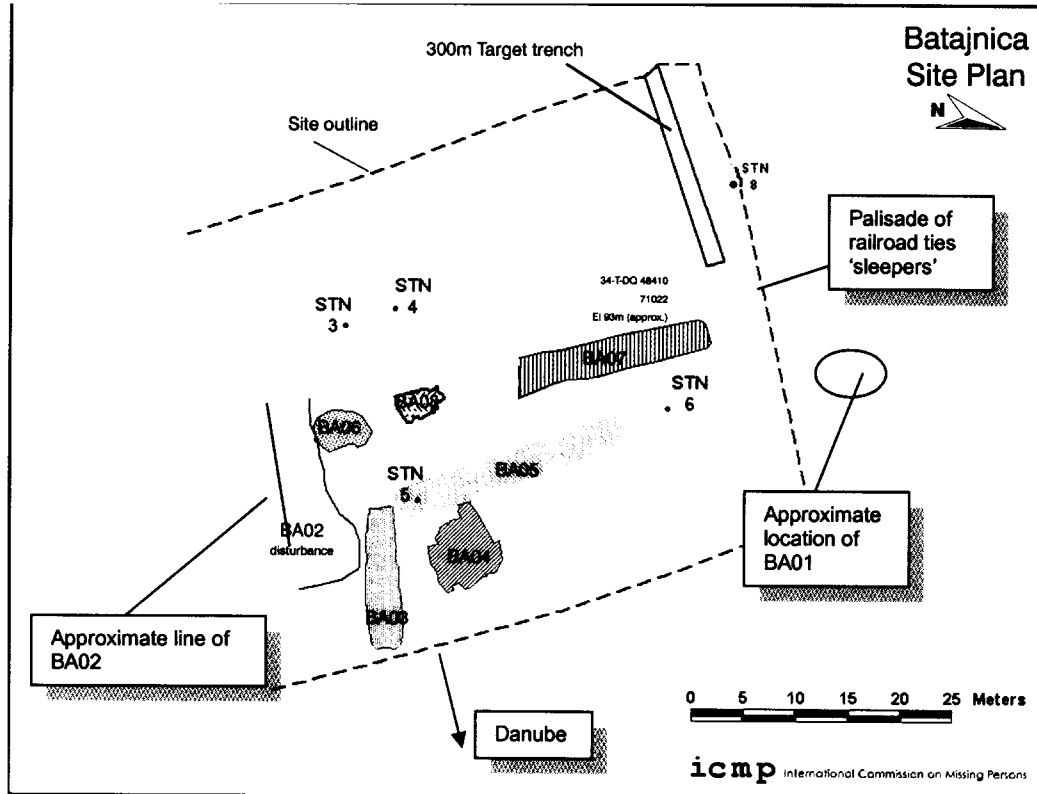 Batajnica
Site Plan
N
300m Target trench
Site outline
STN
8
Palisade of
railroad ties
'sleepers'
34-T-DQ 48410
71022
El 93m (approx.)
STN
4
STN
3
BA07
STN
6
BA08
BA06
BA05
STN
5
BA02
disturbance
BA04
BA03
Approximate
location of
BA01
Approximate line of
BA02
Danube
0 5 10 15 20 25 Meters
icmp International Commission on Missing Persons